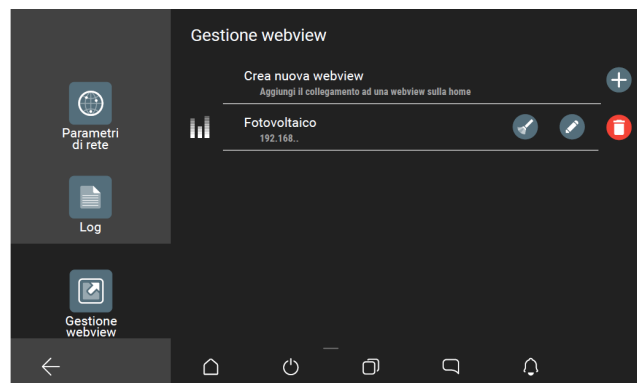 Gestione webview
Crea nuova webview
Aggiungi il collegamento ad una webview sulla home
Fotovoltaico
192.168..
Parametri
di rete
Log
Gestione
webview